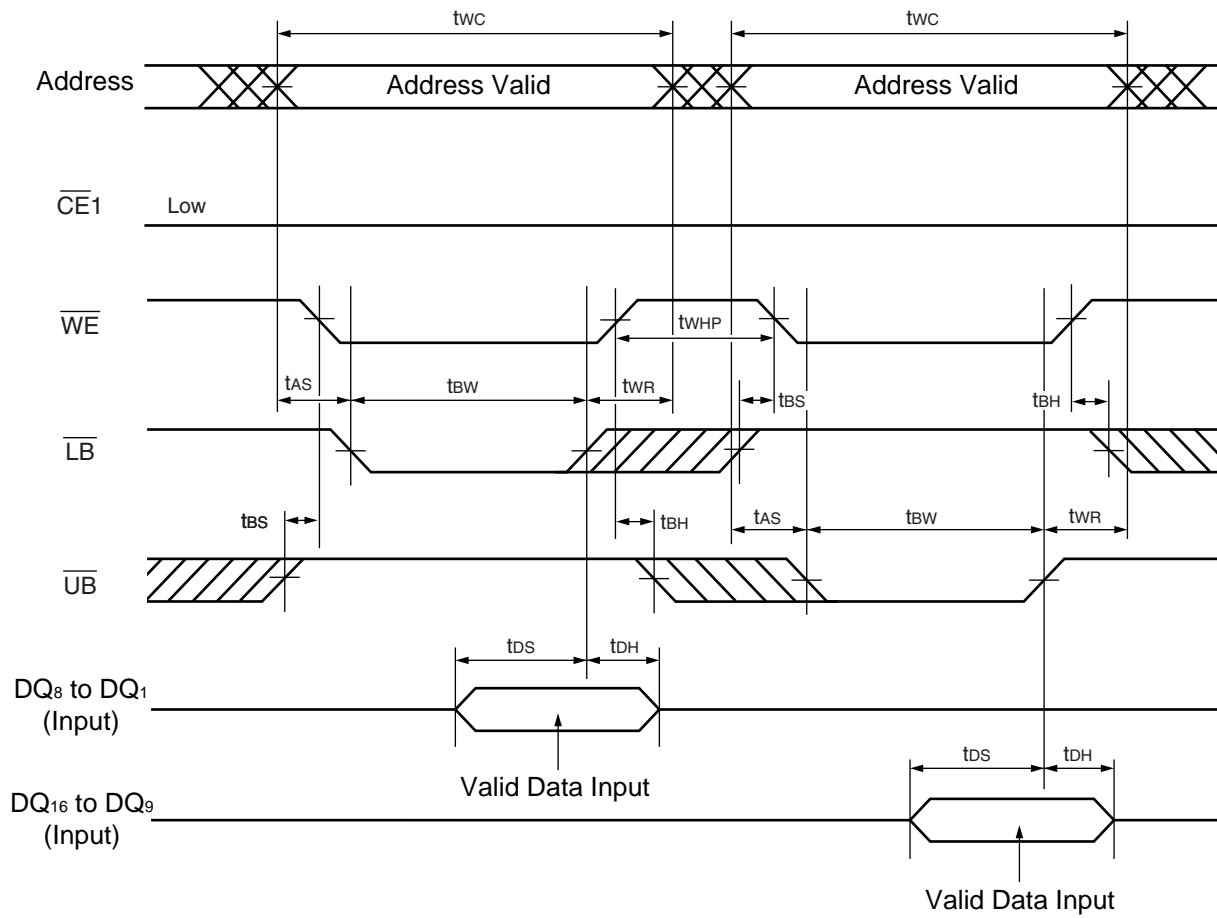 tWC tWC
Address Address Valid Address Valid
CE1 Low
WE
tWHP
tAS tBW tWR tBS tBH
LB
tBS tBH tAS tBW tWR
UB
tDS tDH
DQ8 to DQ1
(Input)
Valid Data Input
tDS tDH
DQ16 to DQ9
(Input)
Valid Data Input